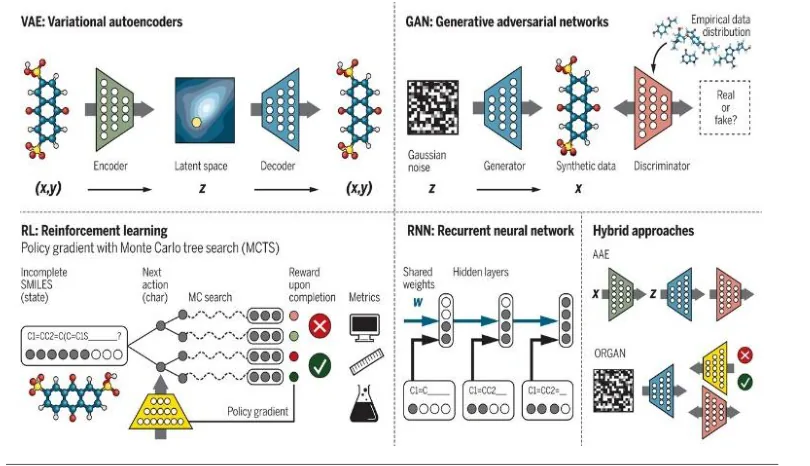 VAE: Variational autoencoders
Encoder
Latent space
Decoder
(x,y)
z
(x,y)
GAN: Generative adversarial networks
Empirical data
distribution
Real
or
fake?
Gaussian
noise
Generator
Synthetic data
Discriminator
z
x
RL: Reinforcement learning
Policy gradient with Monte Carlo tree search (MCTS)
Incomplete
SMILES
(state)
Next
action
(char)
MC search
Reward
upon
completion
Metrics
C1=CC2=C(C=C1S______?
Policy gradient
RNN: Recurrent neural network
Shared
weights
Hidden layers
W
C1=C_____
C1=CC2__
C1=CC2=__
Hybrid approaches
AAE
x
z
ORGAN